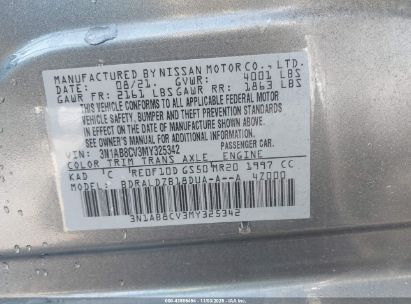 MANUFACTURED BY NISSAN MOTOR CO., LTD.
DATE: 08/21 GVWR: 4001 LBS
GAWR FR: 2161 LBS GAWR RR: 1863 LBS
THIS VEHICLE CONFORMS TO ALL APPLICABLE FEDERAL MOTOR
VEHICLE SAFETY, BUMPER AND THEFT PREVENTION STANDARDS
IN EFFECT ON THE DATE OF MANUFACTURE SHOWN ABOVE.
SEE OWNER'S MANUAL FOR FURTHER INFORMATION
VIN: 3N1AB8CV3MY325342 PASSENGER CAR
COLOR TRIM TRANS AXLE ENGINE
KAD C RE0F10D GS50 MR20 1997 CC
MODEL: BDRALDZB18DUA-A--A 47000
3N1AB8CV3MY325342